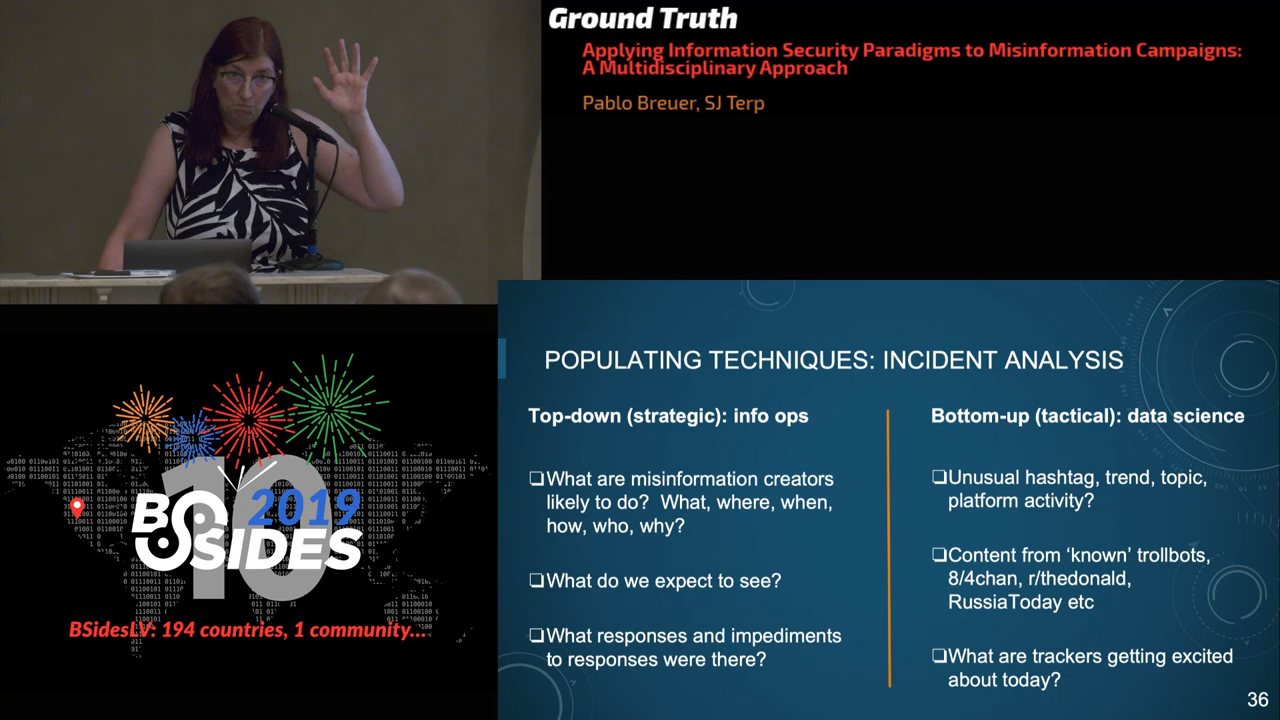 Ground Truth
Applying Information Security Paradigms to Misinformation Campaigns:
A Multidisciplinary Approach
Pablo Breuer, SJ Terp
POPULATING TECHNIQUES: INCIDENT ANALYSIS
Top-down (strategic): info ops
❑What are misinformation creators
likely to do?  What, where, when,
how, who, why?
❑What do we expect to see?
❑What responses and impediments
to responses were there?
Bottom-up (tactical): data science
❑Unusual hashtag, trend, topic,
platform activity?
❑Content from ‘known’ trollbots,
8/4chan, r/thedonald,
RussiaToday etc
❑What are trackers getting excited
about today?
36
10
2019
BSIDES
BSidesLV: 194 countries, 1 community...